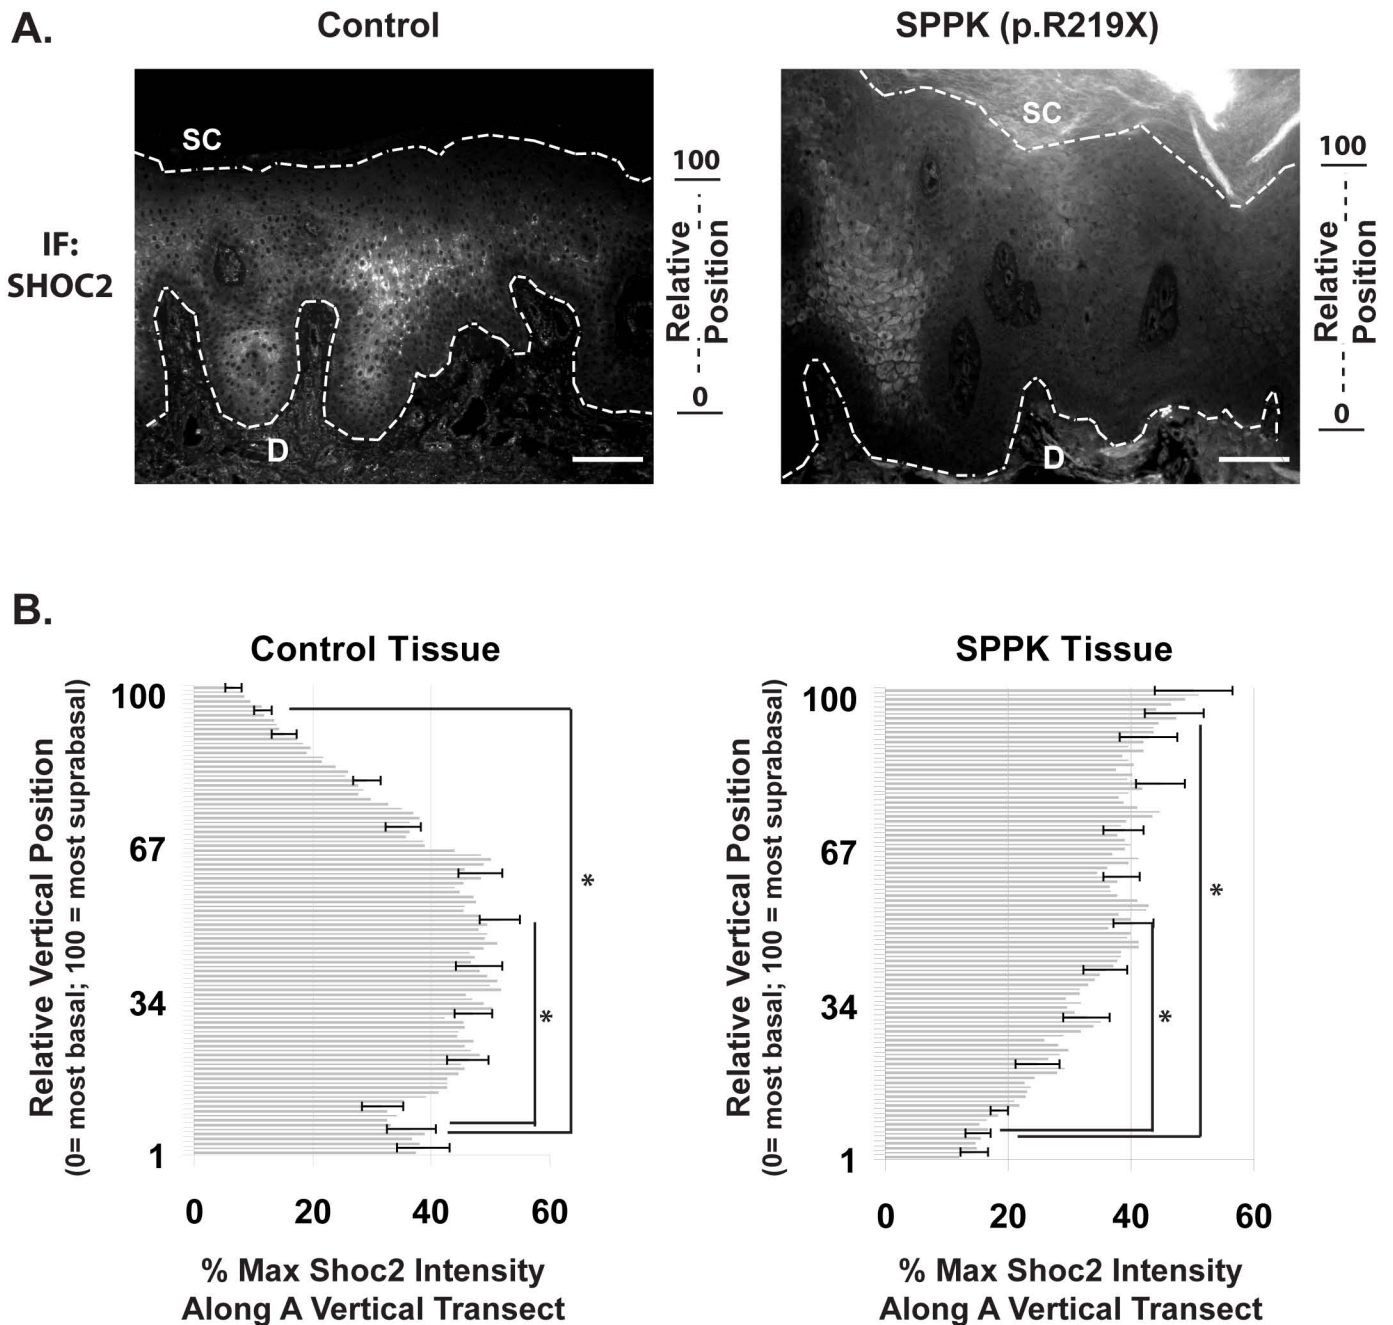 A.
Control
SPPK (p.R219X)
IF:
SHOC2
SC
D
100
Relative
Position
0
SC
D
100
Relative
Position
0
B.
Control Tissue
Relative Vertical Position
(0= most basal; 100 = most suprabasal)
100
67
34
1
*
*
0 20 40 60
% Max Shoc2 Intensity
Along A Vertical Transect
SPPK Tissue
Relative Vertical Position
(0= most basal; 100 = most suprabasal)
100
67
34
1
*
*
0 20 40 60
% Max Shoc2 Intensity
Along A Vertical Transect